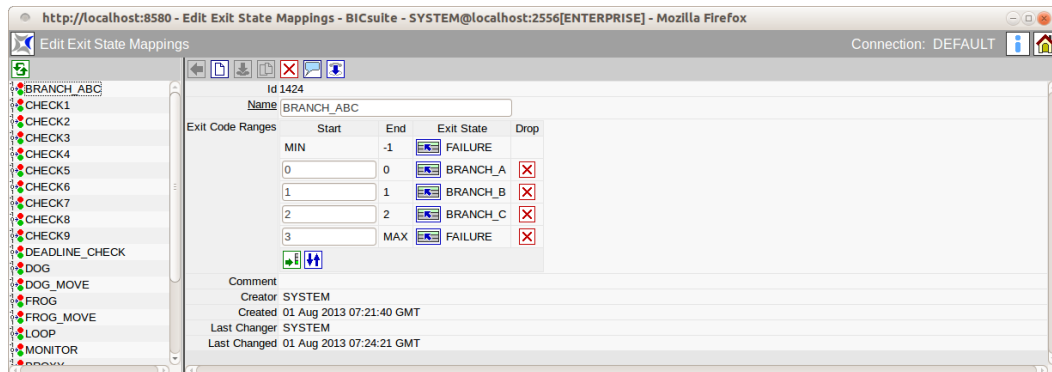 http://localhost:8580 - Edit Exit State Mappings - BICsuite - SYSTEM@localhost:2556[ENTERPRISE] - Mozilla Firefox
Edit Exit State Mappings
Connection: DEFAULT
BRANCH_ABC
CHECK1
CHECK2
CHECK3
CHECK4
CHECK5
CHECK6
CHECK7
CHECK8
CHECK9
DEADLINE_CHECK
DOG
DOG_MOVE
FROG
FROG_MOVE
LOOP
MONITOR
PROXY
Id 1424
Name BRANCH_ABC
Exit Code Ranges Start End Exit State Drop
MIN -1 FAILURE
0 0 BRANCH_A
1 1 BRANCH_B
2 2 BRANCH_C
3 MAX FAILURE
Comment
Creator SYSTEM
Created 01 Aug 2013 07:21:40 GMT
Last Changer SYSTEM
Last Changed 01 Aug 2013 07:24:21 GMT